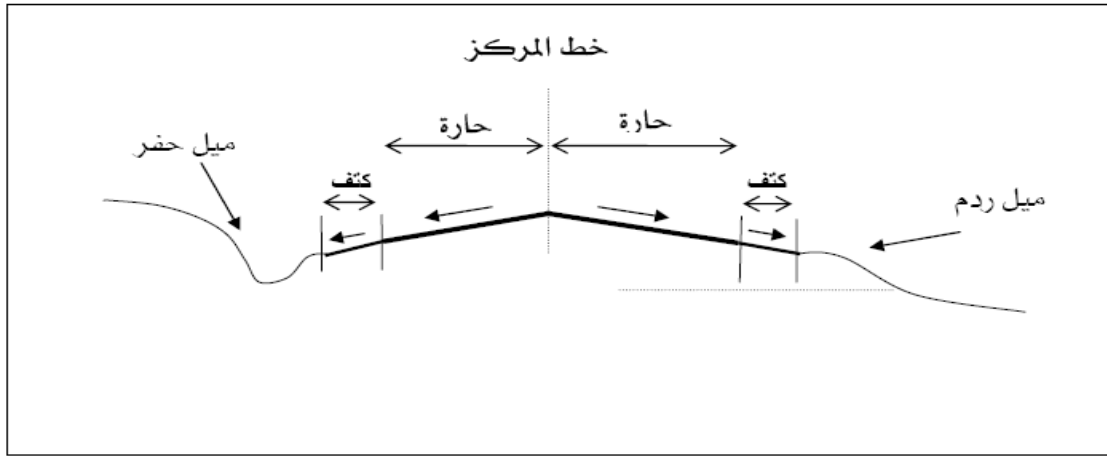 خط المركز
حارة
حارة
ميل حفر
كتف
كتف
ميل ردم